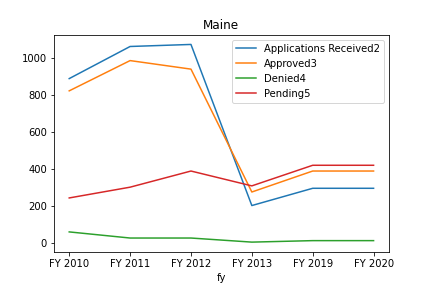 Maine
Applications Received2
Approved3
Denied4
Pending5
1000
800
600
400
200
0
FY 2010 FY 2011 FY 2012 FY 2013 FY 2019 FY 2020
fy